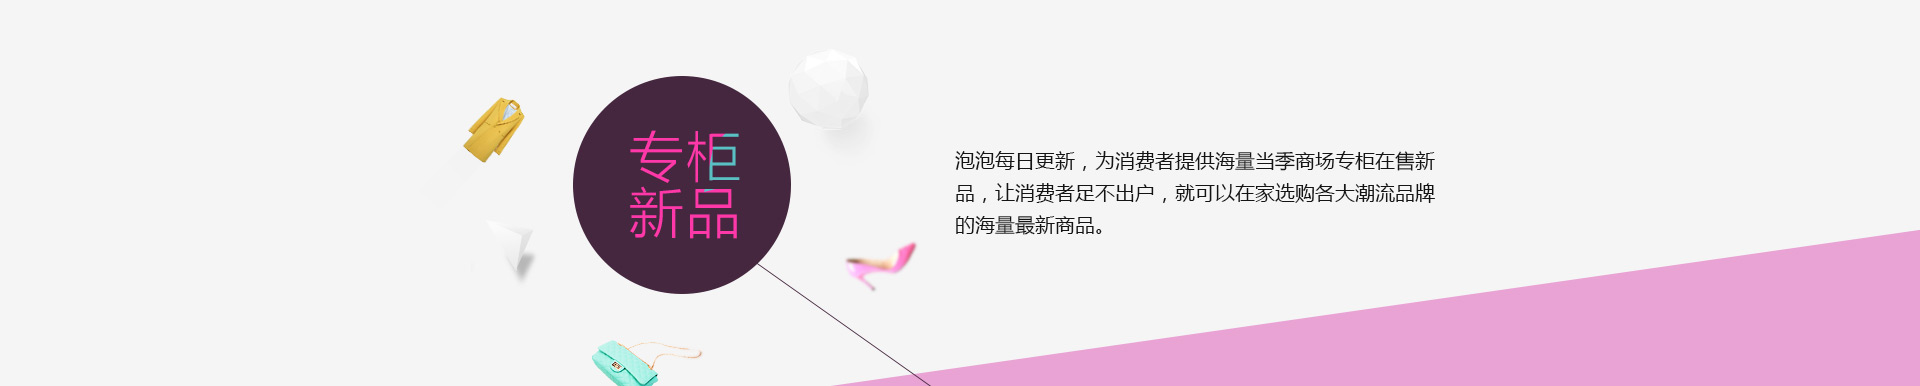 专柜
新品
泡泡每日更新，为消费者提供海量当季商场专柜在售新
品，让消费者足不出户，就可以在家选购各大潮流品牌
的海量最新商品。